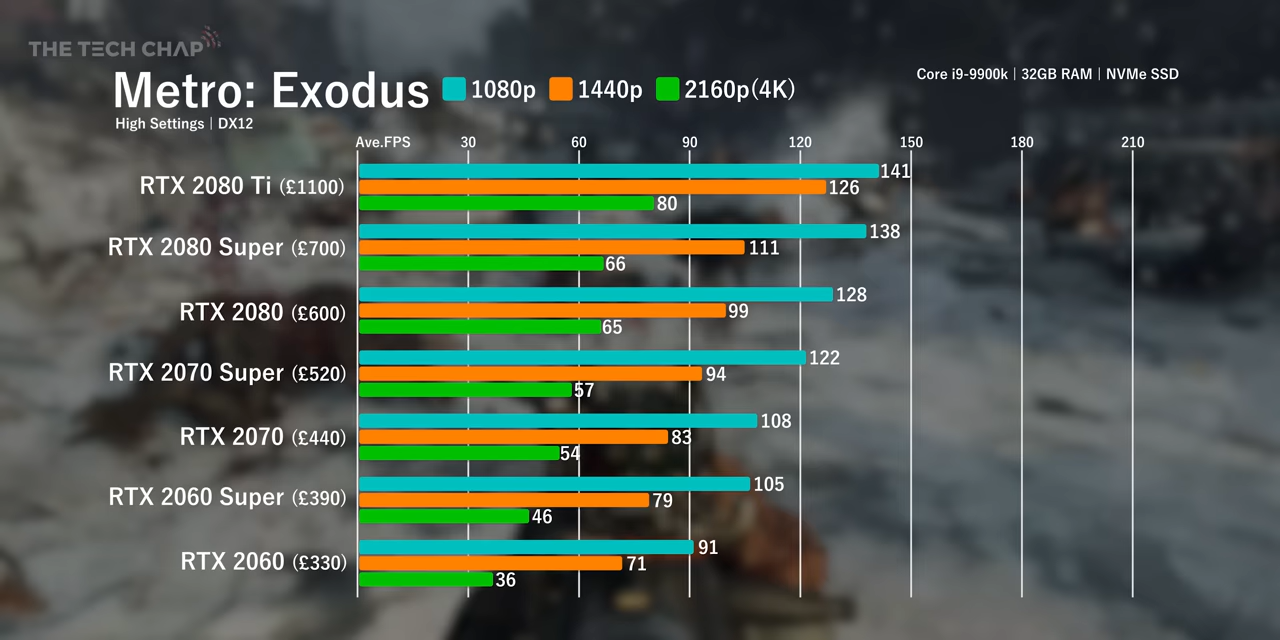 THE TECH CHAP
Metro: Exodus
1080p 1440p 2160p(4K)
Core i9-9900k | 32GB RAM | NVMe SSD
High Settings | DX12
Ave.FPS 30 60 90 120 150 180 210
RTX 2080 Ti (£1100)
141
126
80
RTX 2080 Super (£700)
138
111
66
RTX 2080 (£600)
128
99
65
RTX 2070 Super (£520)
122
94
57
RTX 2070 (£440)
108
83
54
RTX 2060 Super (£390)
105
79
46
RTX 2060 (£330)
91
71
36